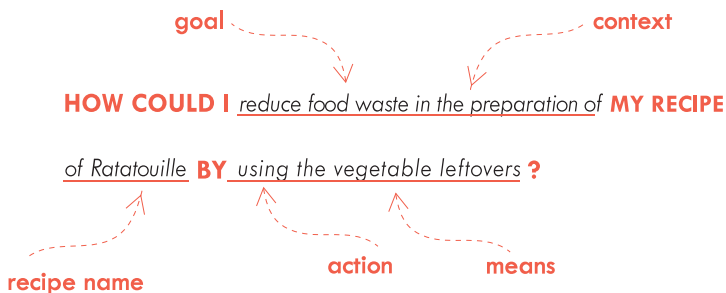 goal
context
HOW COULD I reduce food waste in the preparation of MY RECIPE
of Ratatouille BY using the vegetable leftovers ?
action
means
recipe name